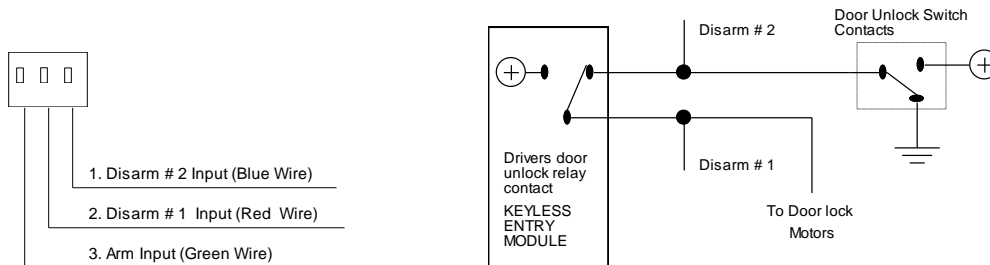 1. Disarm # 2 Input (Blue Wire)
2. Disarm # 1 Input (Red Wire)
3. Arm Input (Green Wire)
Disarm # 2
Disarm # 1
Drivers door
unlock relay
contact
KEYLESS
ENTRY
MODULE
Door Unlock Switch
Contacts
To Door lock
Motors